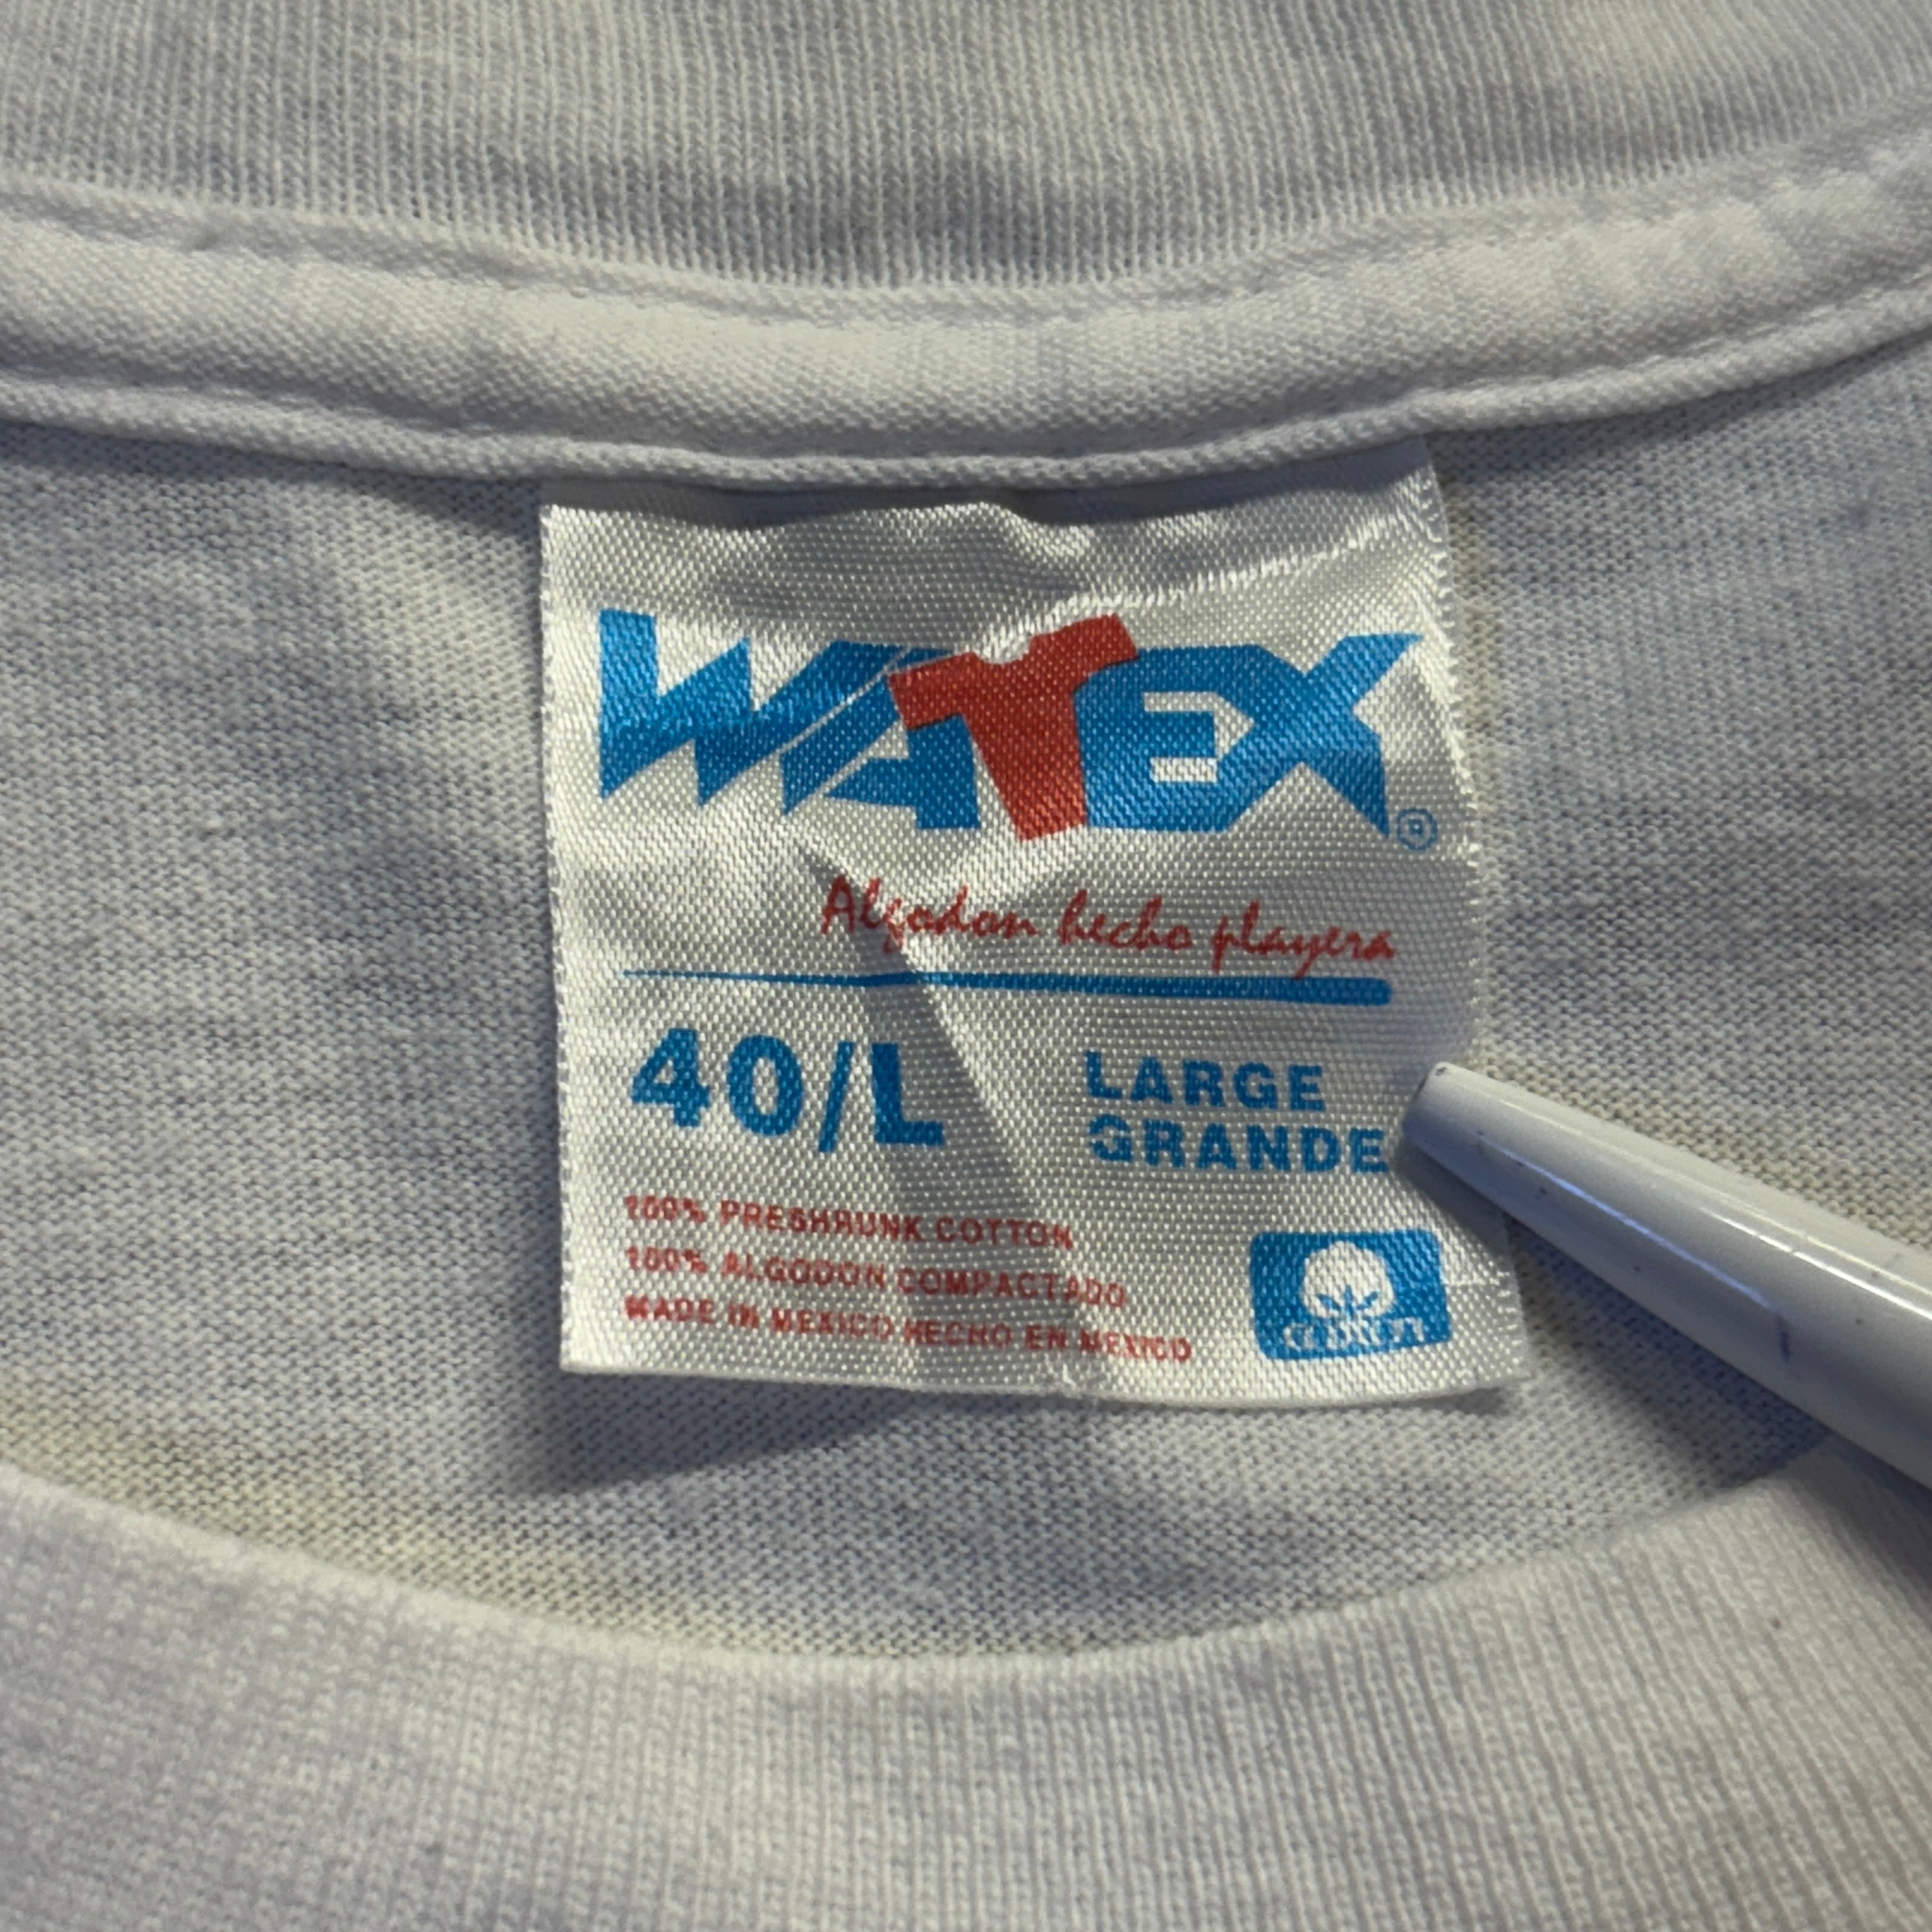 WATEX®
Algodon hecho playera
40/L
LARGE
GRANDE
100% PRESHRUNK COTTON
100% ALGODON COMPACTADO
MADE IN MEXICO HECHO EN MEXICO